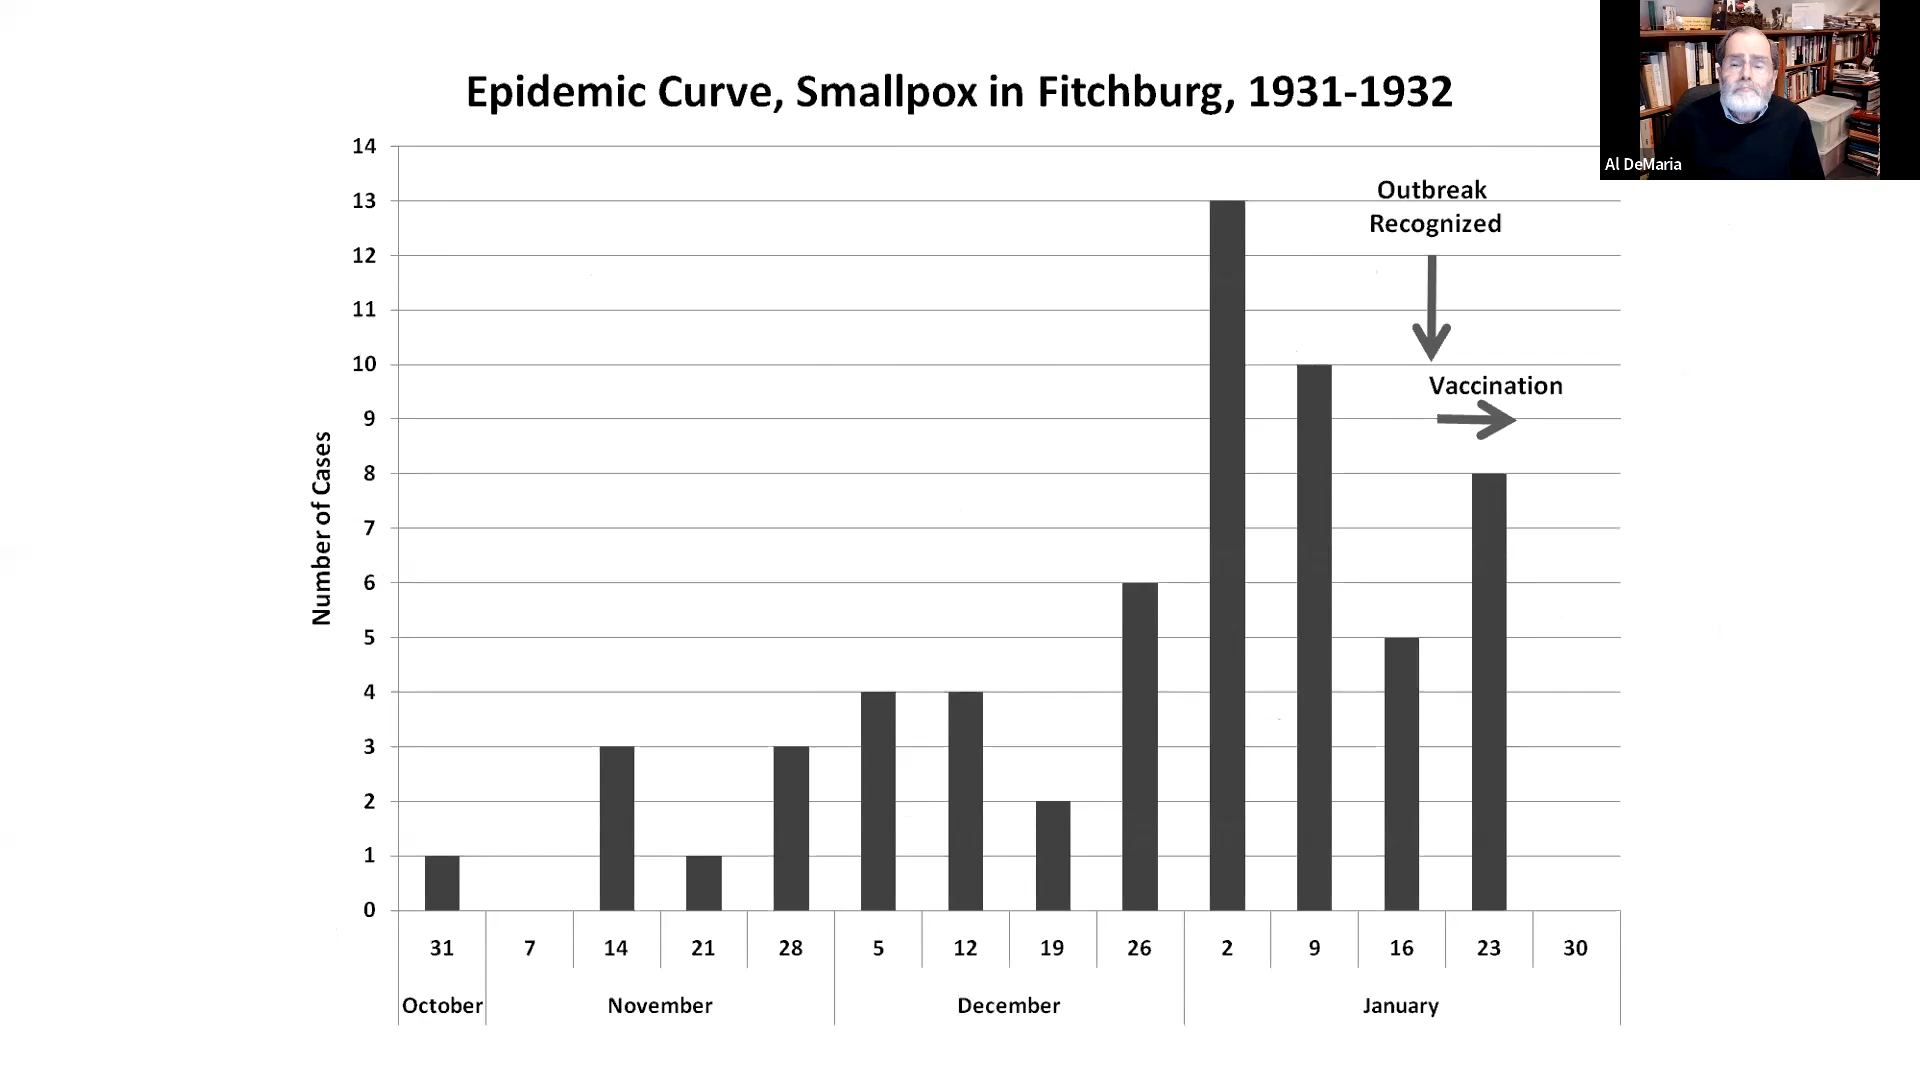 Epidemic Curve, Smallpox in Fitchburg, 1931-1932
Al DeMaria
Outbreak
Recognized
Vaccination
Number of Cases
14
13
12
11
10
9
8
7
6
5
4
3
2
1
0
31 7 14 21 28 5 12 19 26 2 9 16 23 30
October November December January